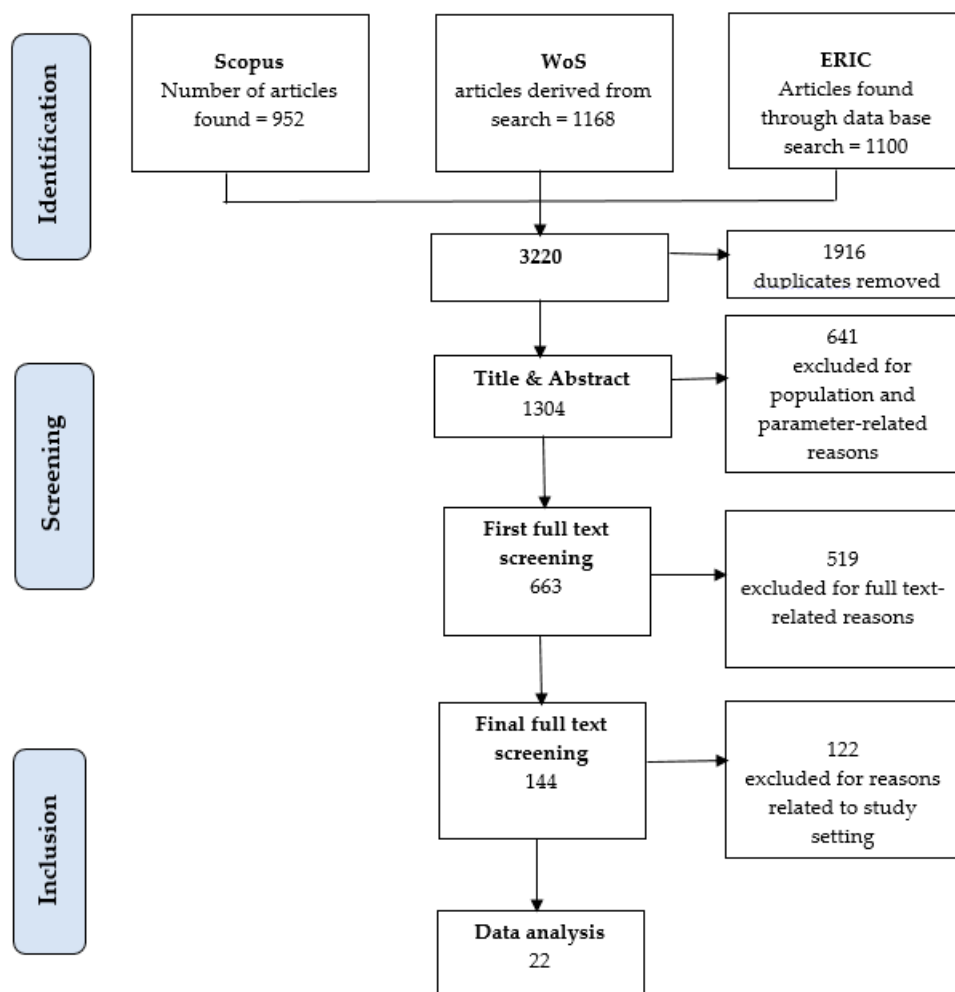 Identification
Scopus
Number of articles
found = 952
WoS
articles derived from
search = 1168
ERIC
Articles found
through data base
search = 1100
3220
1916
duplicates removed
Screening
Title & Abstract
1304
641
excluded for
population and
parameter-related
reasons
First full text
screening
663
519
excluded for full text-
related reasons
Inclusion
Final full text
screening
144
122
excluded for reasons
related to study
setting
Data analysis
22